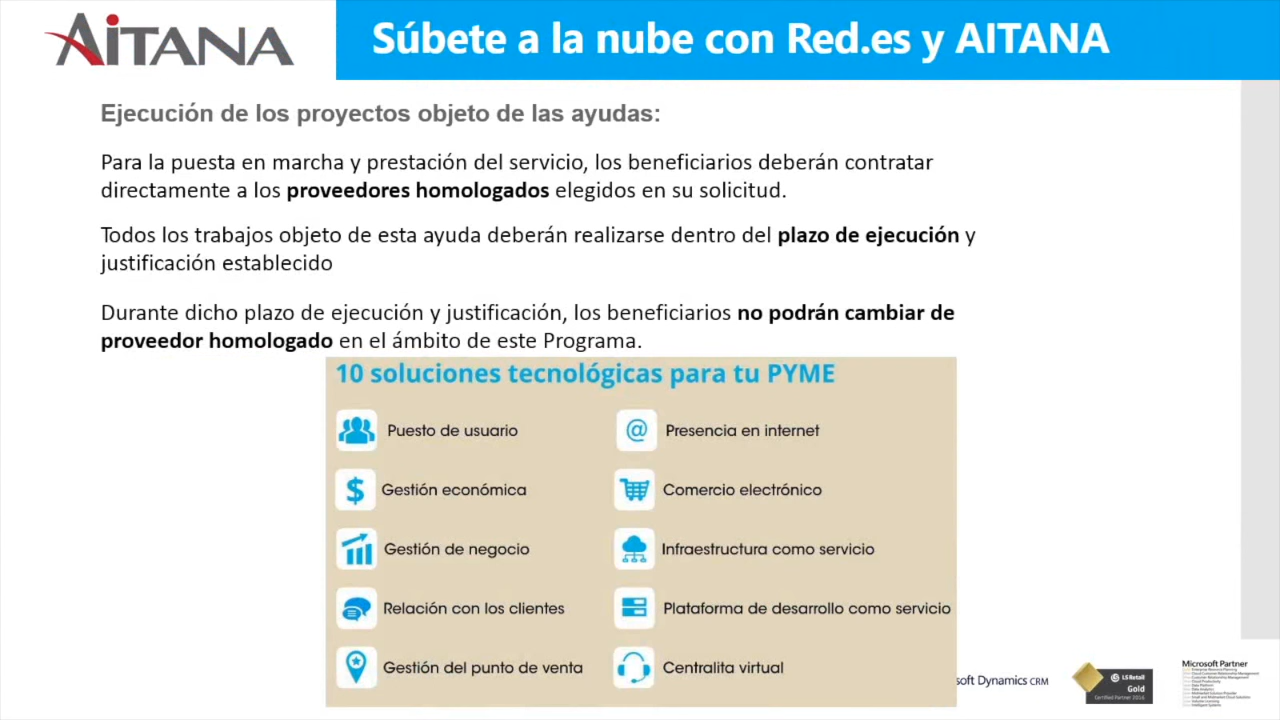 AITANA
Súbete a la nube con Red.es y AITANA
Ejecución de los proyectos objeto de las ayudas:
Para la puesta en marcha y prestación del servicio, los beneficiarios deberán contratar
directamente a los proveedores homologados elegidos en su solicitud.
Todos los trabajos objeto de esta ayuda deberán realizarse dentro del plazo de ejecución y
justificación establecido
Durante dicho plazo de ejecución y justificación, los beneficiarios no podrán cambiar de
proveedor homologado en el ámbito de este Programa.
10 soluciones tecnológicas para tu PYME
Puesto de usuario
Presencia en internet
Gestión económica
Comercio electrónico
Gestión de negocio
Infraestructura como servicio
Relación con los clientes
Plataforma de desarrollo como servicio
Gestión del punto de venta
Centralita virtual
soft Dynamics CRM
LS Retail
Gold
Certified Partner 2016
Microsoft Partner